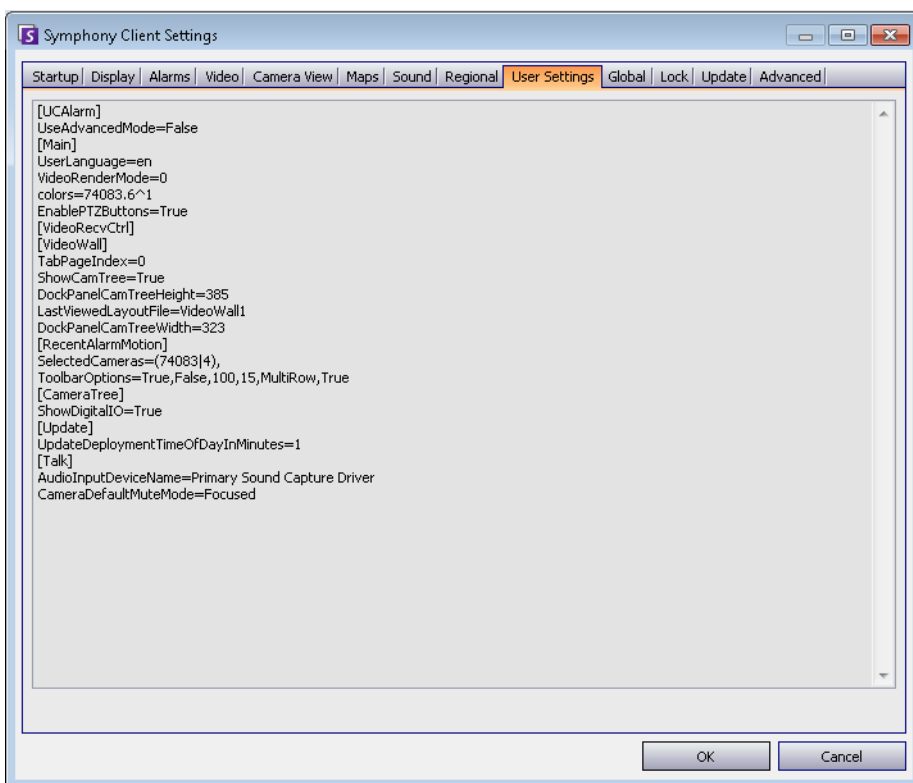 Symphony Client Settings
Startup Display Alarms Video Camera View Maps Sound Regional User Settings Global Lock Update Advanced
[UCAlarm]
UseAdvancedMode=False
[Main]
UserLanguage=en
VideoRenderMode=0
colors=74083.6^1
EnablePTZButtons=True
[VideoRecvCtrl]
[VideoWall]
TabPageIndex=0
ShowCamTree=True
DockPanelCamTreeHeight=385
LastViewedLayoutFile=VideoWall1
DockPanelCamTreeWidth=323
[RecentAlarmMotion]
SelectedCameras=(74083|4),
ToolbarOptions=True,False,100,15,MultiRow,True
[CameraTree]
ShowDigitalIO=True
[Update]
UpdateDeploymentTimeOfDayInMinutes=1
[Talk]
AudioInputDeviceName=Primary Sound Capture Driver
CameraDefaultMuteMode=Focused
OK Cancel